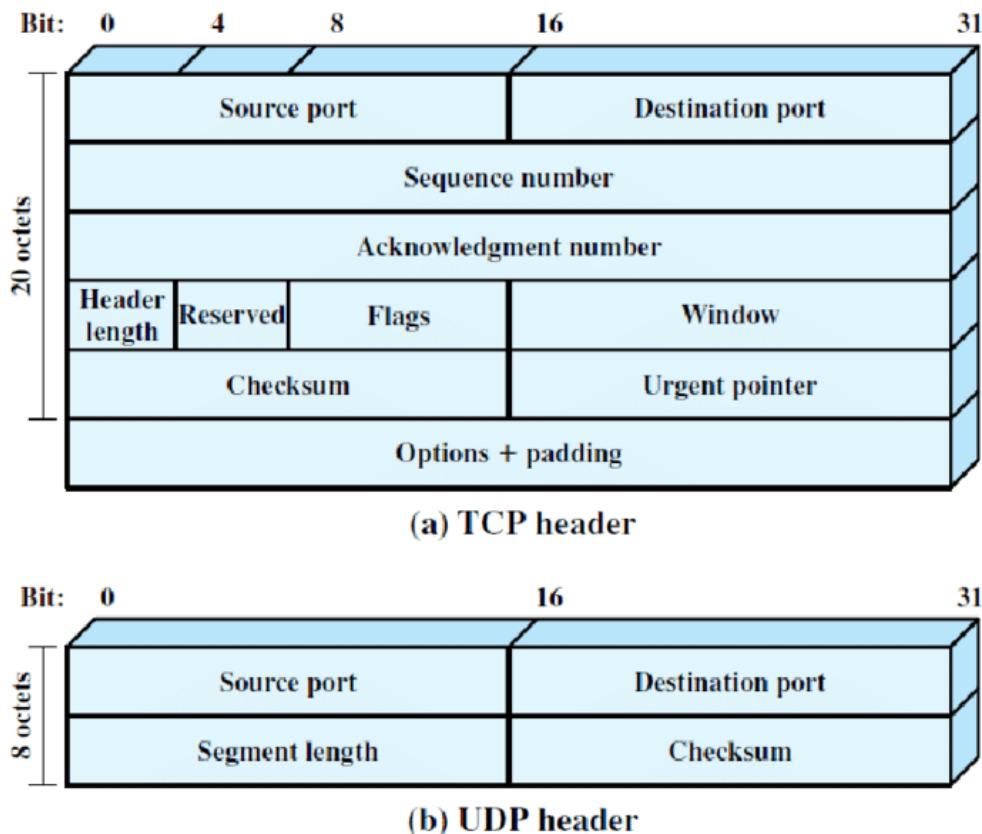 Bit: 0 4 8 16 31
Source port Destination port
Sequence number
Acknowledgment number
Header
length
Reserved Flags Window
Checksum Urgent pointer
Options + padding
20 octets
(a) TCP header
Bit: 0 16 31
Source port Destination port
Segment length Checksum
8 octets
(b) UDP header